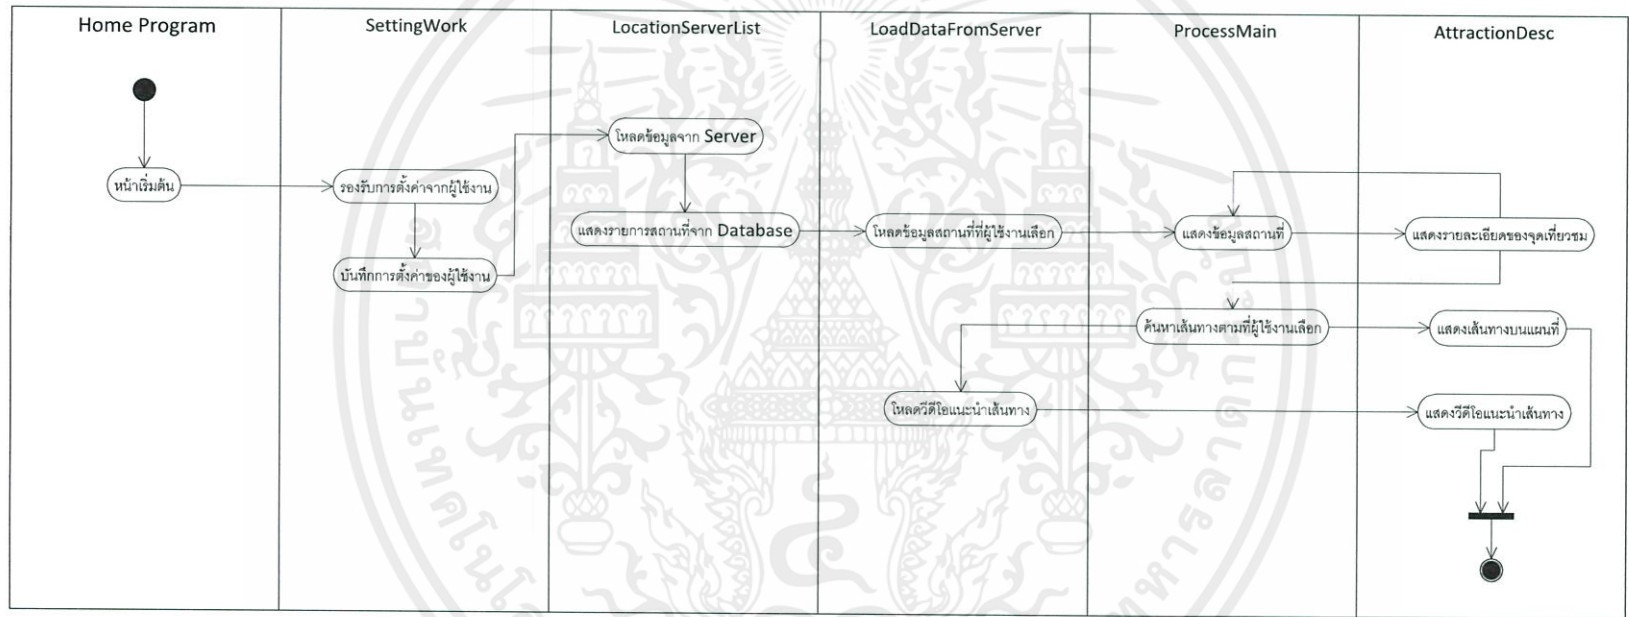 Home Program
SettingWork
LocationServerList
LoadDataFromServer
ProcessMain
AttractionDesc
หน้าเริ่มต้น
รองรับการตั้งค่าจากผู้ใช้งาน
บันทึกการตั้งค่าของผู้ใช้งาน
โหลดข้อมูลจาก Server
แสดงรายการสถานที่จาก Database
โหลดข้อมูลสถานที่ที่ผู้ใช้งานเลือก
แสดงข้อมูลสถานที่
แสดงรายละเอียดของจุดเที่ยวชม
ค้นหาเส้นทางตามที่ผู้ใช้งานเลือก
แสดงเส้นทางบนแผนที่
โหลดวีดีโอแนะนำเส้นทาง
แสดงวีดีโอแนะนำเส้นทาง